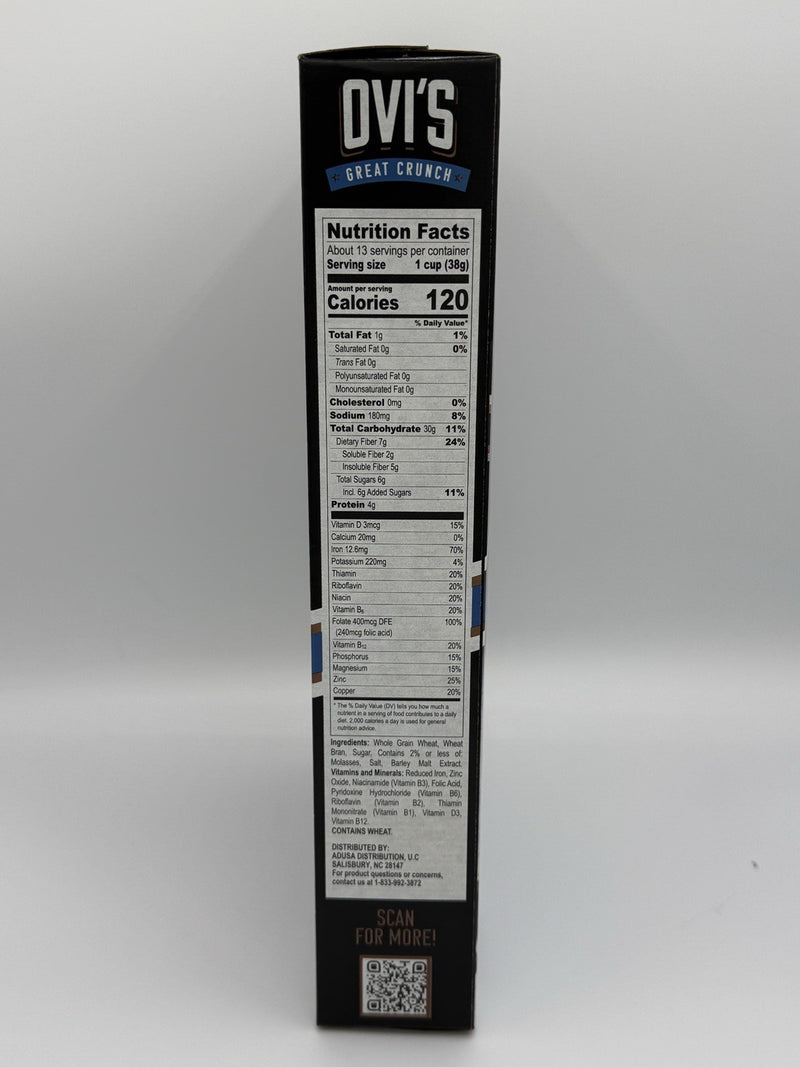 OVI'S
GREAT CRUNCH
Nutrition Facts
About 13 servings per container
Serving size 1 cup (38g)
Amount per serving
Calories 120
% Daily Value*
Total Fat 1g 1%
Saturated Fat 0g 0%
Trans Fat 0g
Polyunsaturated Fat 0g
Monounsaturated Fat 0g
Cholesterol 0mg 0%
Sodium 180mg 8%
Total Carbohydrate 30g 11%
Dietary Fiber 7g 24%
Soluble Fiber 2g
Insoluble Fiber 5g
Total Sugars 6g
Incl. 6g Added Sugars 11%
Protein 4g
Vitamin D 3mcg 15%
Calcium 20mg 0%
Iron 12.6mg 70%
Potassium 220mg 4%
Thiamin 20%
Riboflavin 20%
Niacin 20%
Vitamin B₆ 20%
Folate 400mcg DFE 100%
(240mcg folic acid)
Vitamin B₁₂ 20%
Phosphorus 15%
Magnesium 15%
Zinc 25%
Copper 20%
* The % Daily Value (DV) tells you how much a
nutrient in a serving of food contributes to a daily
diet. 2,000 calories a day is used for general
nutrition advice.
Ingredients: Whole Grain Wheat, Wheat
Bran, Sugar, Contains 2% or less of:
Molasses, Salt, Barley Malt Extract.
Vitamins and Minerals: Reduced Iron, Zinc
Oxide, Niacinamide (Vitamin B3), Folic Acid,
Pyridoxine Hydrochloride (Vitamin B6),
Riboflavin (Vitamin B2), Thiamin
Mononitrate (Vitamin B1), Vitamin D3,
Vitamin B12.
CONTAINS WHEAT.
DISTRIBUTED BY:
ADUSA DISTRIBUTION, U.C
SALISBURY, NC 28147
For product questions or concerns,
contact us at 1-833-992-3872
SCAN
FOR MORE!